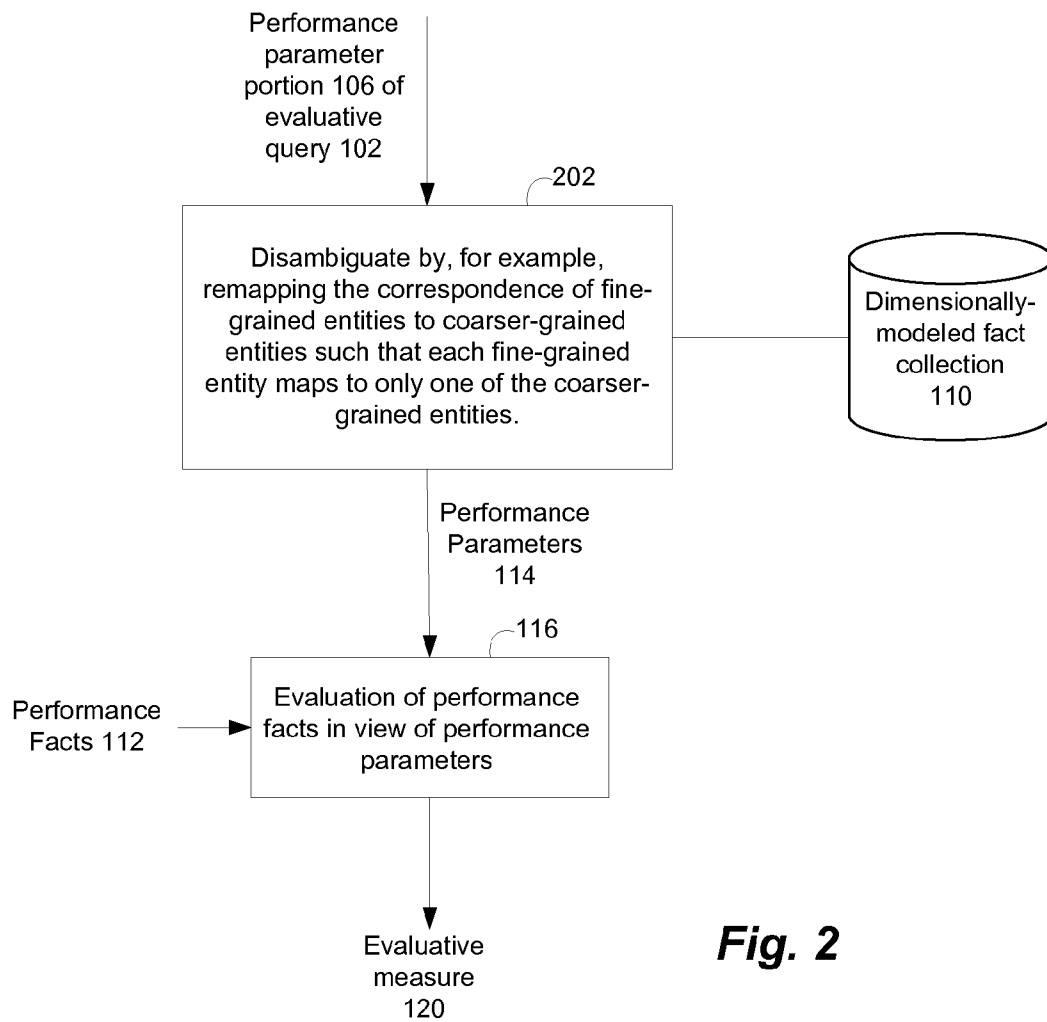 Performance
parameter
portion 106 of
evaluative
query 102
202
Disambiguate by, for example,
remapping the correspondence of fine-
grained entities to coarser-grained
entities such that each fine-grained
entity maps to only one of the coarser-
grained entities.
Dimensionally-
modeled fact
collection
110
Performance
Parameters
114
116
Performance
Facts 112
Evaluation of performance
facts in view of performance
parameters
Evaluative
measure
120
Fig. 2